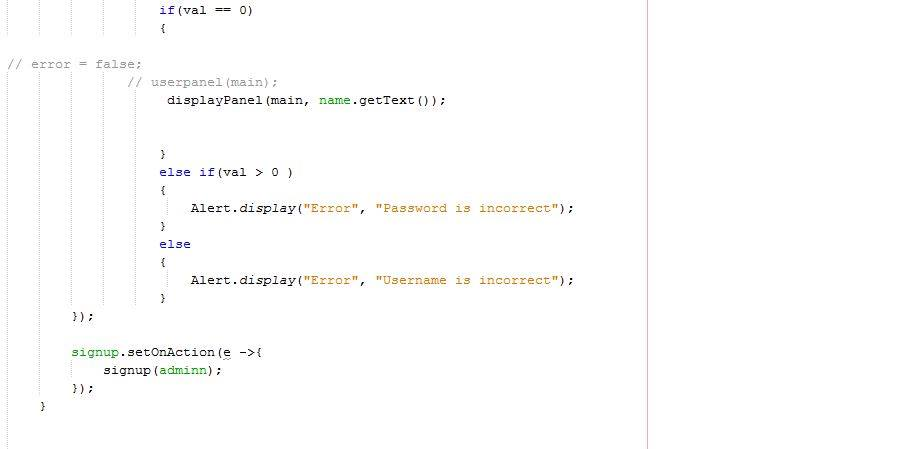 if(val == 0)
{
// error = false;
// userpanel(main);
displayPanel(main, name.getText());
}
else if(val > 0 )
{
Alert.display("Error", "Password is incorrect");
}
else
{
Alert.display("Error", "Username is incorrect");
}
});
signup.setOnAction(e ->{
signup(adminn);
});
}